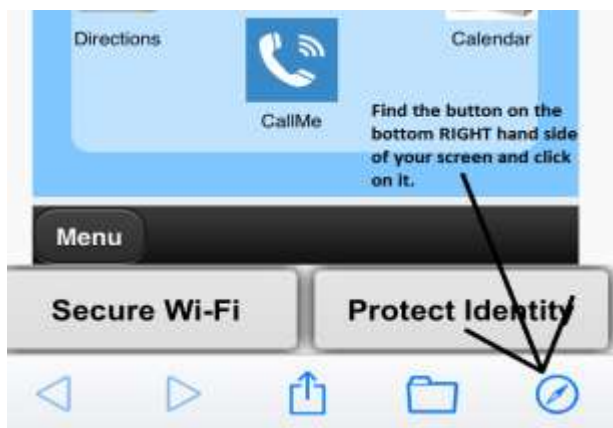 Directions
Calendar
CallMe
Find the button on the
bottom RIGHT hand side
of your screen and click
on it.
Menu
Secure Wi-Fi
Protect Identity